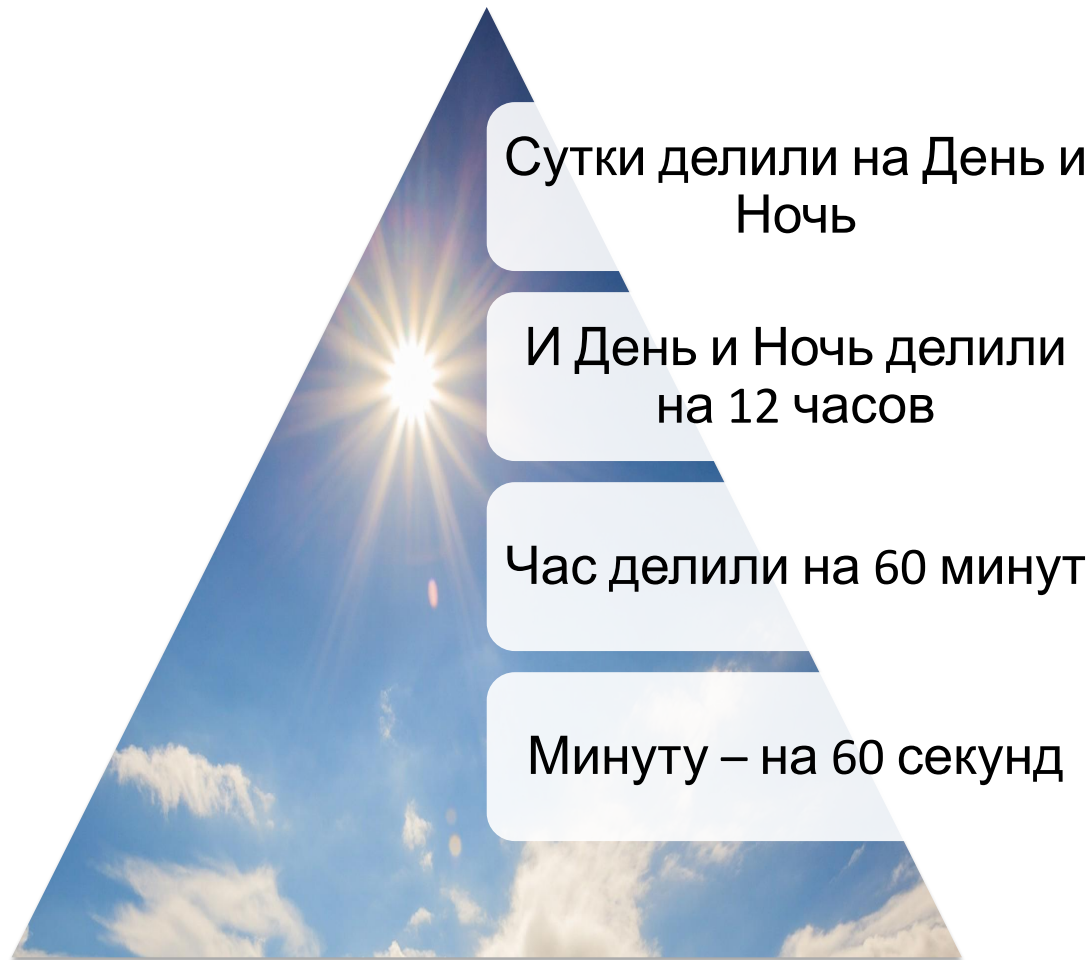 Сутки делили на День и
Ночь
И День и Ночь делили
на 12 часов
Час делили на 60 минут
Минуту – на 60 секунд